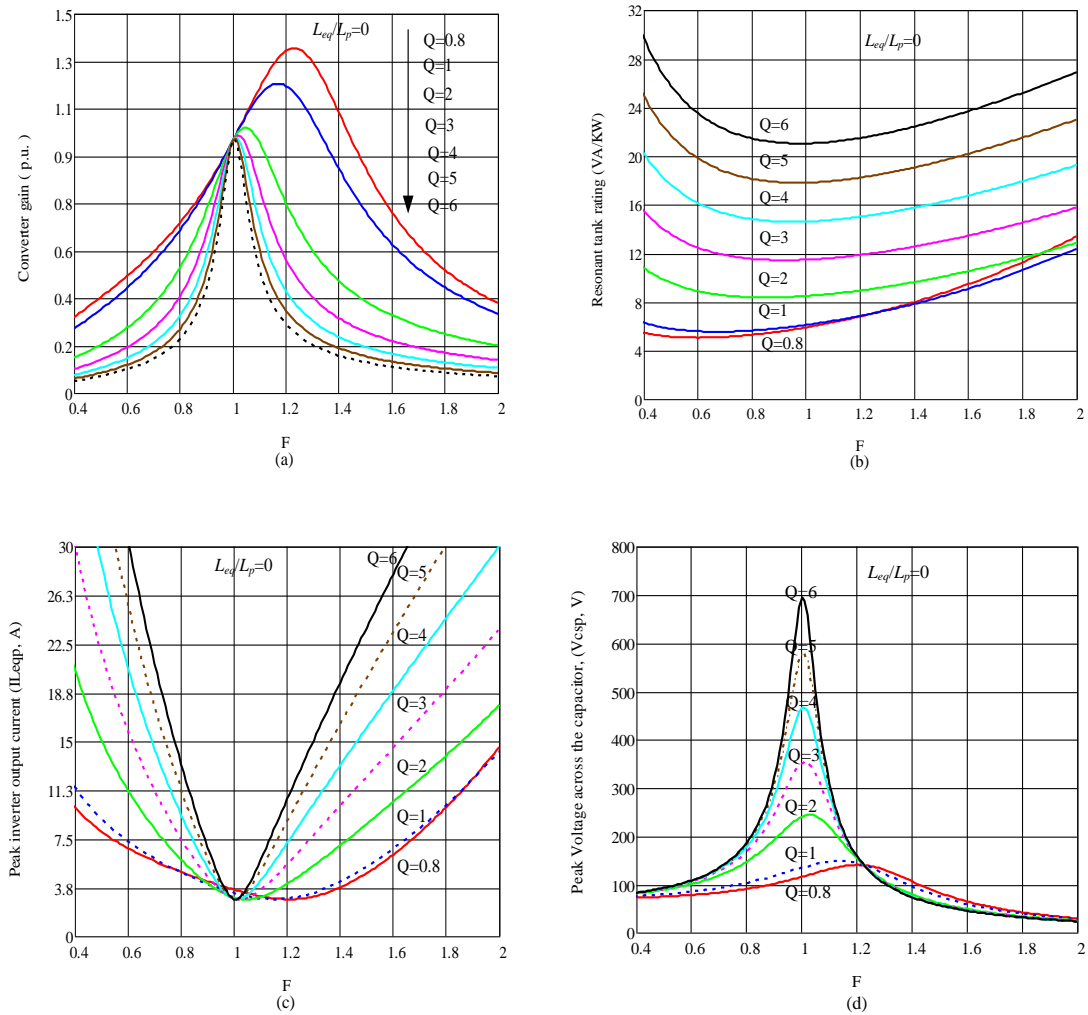 L_eq/L_p=0
Q=0.8
Q=1
Q=2
Q=3
Q=4
Q=5
Q=6
Converter gain ( p.u.)
1.5
1.3
1.1
0.9
0.8
0.6
0.4
0.2
0
0.4 0.6 0.8 1 1.2 1.4 1.6 1.8 2
F
(a)
L_eq/L_p=0
Q=6
Q=5
Q=4
Q=3
Q=2
Q=1
Q=0.8
Resonant tank rating (VA/KW)
32
28
24
20
16
12
8
4
0
0.4 0.6 0.8 1 1.2 1.4 1.6 1.8 2
F
(b)
L_eq/L_p=0
Q=6
Q=5
Q=4
Q=3
Q=2
Q=1
Q=0.8
Peak inverter output current (ILeqp, A)
30
26.3
22.5
18.8
15
11.3
7.5
3.8
0
0.4 0.6 0.8 1 1.2 1.4 1.6 1.8 2
F
(c)
L_eq/L_p=0
Q=6
Q=5
Q=4
Q=3
Q=2
Q=1
Q=0.8
Peak Voltage across the capacitor, (Vcsp, V)
800
700
600
500
400
300
200
100
0
0.4 0.6 0.8 1 1.2 1.4 1.6 1.8 2
F
(d)